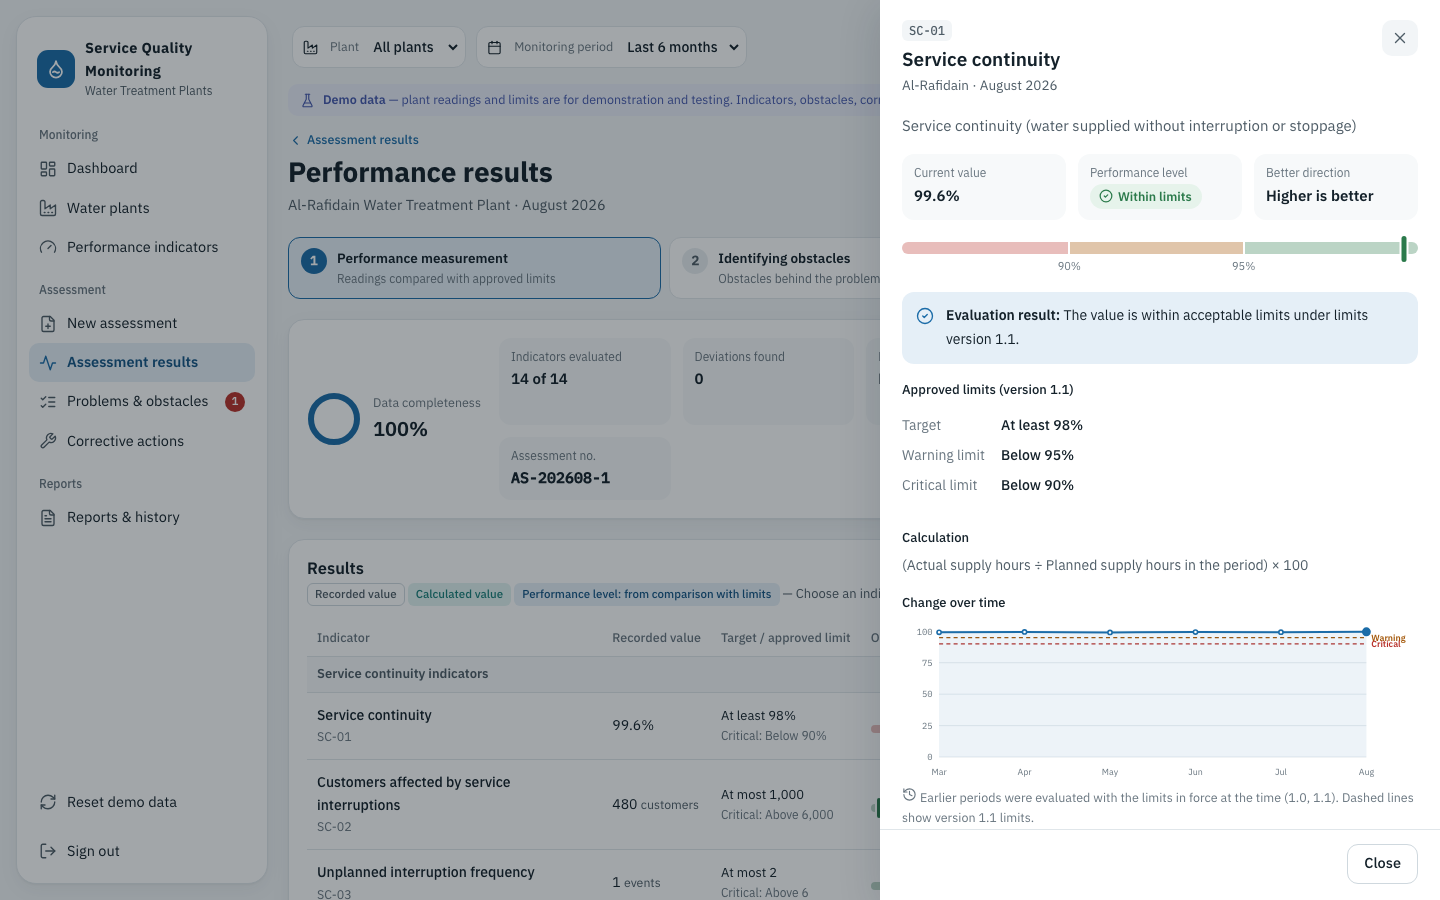 Service Quality
Monitoring
Water Treatment Plants
Monitoring
Dashboard
Water plants
Performance indicators
Assessment
New assessment
Assessment results
Problems & obstacles 1
Corrective actions
Reports
Reports & history
Reset demo data
Sign out
Plant All plants
Monitoring period Last 6 months
Demo data — plant readings and limits are for demonstration and testing. Indicators, obstacles,
Assessment results
Performance results
Al-Rafidain Water Treatment Plant · August 2026
1 Performance measurement
Readings compared with approved limits
2 Identifying obstacles
Obstacles behind the problem
Data completeness
100%
Indicators evaluated
14 of 14
Deviations found
0
Assessment no.
AS-202608-1
Results
Recorded value Calculated value Performance level: from comparison with limits — Choose an
Indicator Recorded value Target / approved limit
Service continuity indicators
Service continuity
SC-01
99.6%
At least 98%
Critical: Below 90%
Customers affected by service
interruptions
SC-02
480 customers
At most 1,000
Critical: Above 6,000
Unplanned interruption frequency
SC-03
1 events
At most 2
Critical: Above 6
SC-01
Service continuity
Al-Rafidain · August 2026
Service continuity (water supplied without interruption or stoppage)
Current value
99.6%
Performance level
Within limits
Better direction
Higher is better
90% 95%
Evaluation result: The value is within acceptable limits under limits
version 1.1.
Approved limits (version 1.1)
Target At least 98%
Warning limit Below 95%
Critical limit Below 90%
Calculation
(Actual supply hours ÷ Planned supply hours in the period) × 100
Change over time
100
75
50
25
0
Warning
Critical
Mar Apr May Jun Jul Aug
Earlier periods were evaluated with the limits in force at the time (1.0, 1.1). Dashed lines
show version 1.1 limits.
Close